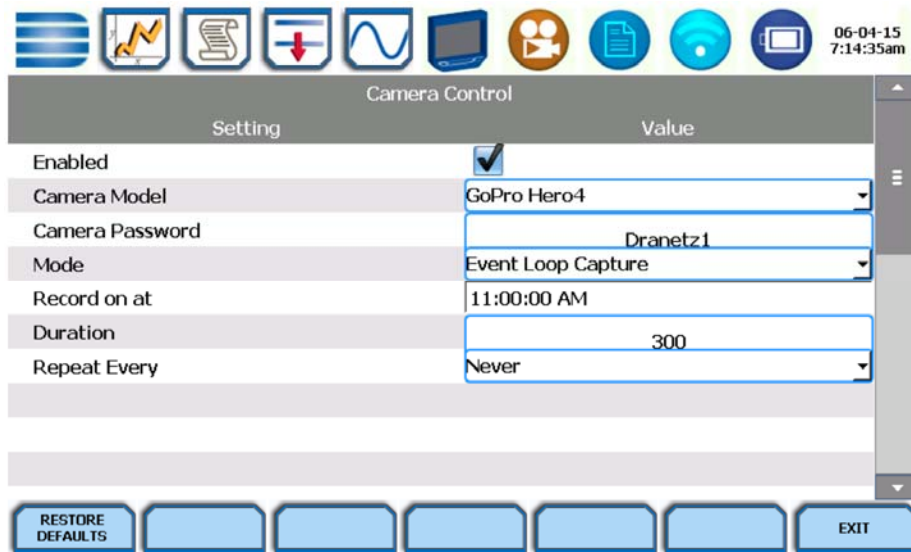 06-04-15
7:14:35am
Camera Control
Setting Value
Enabled
Camera Model GoPro Hero4
Camera Password Dranetz1
Mode Event Loop Capture
Record on at 11:00:00 AM
Duration 300
Repeat Every Never
RESTORE
DEFAULTS
EXIT